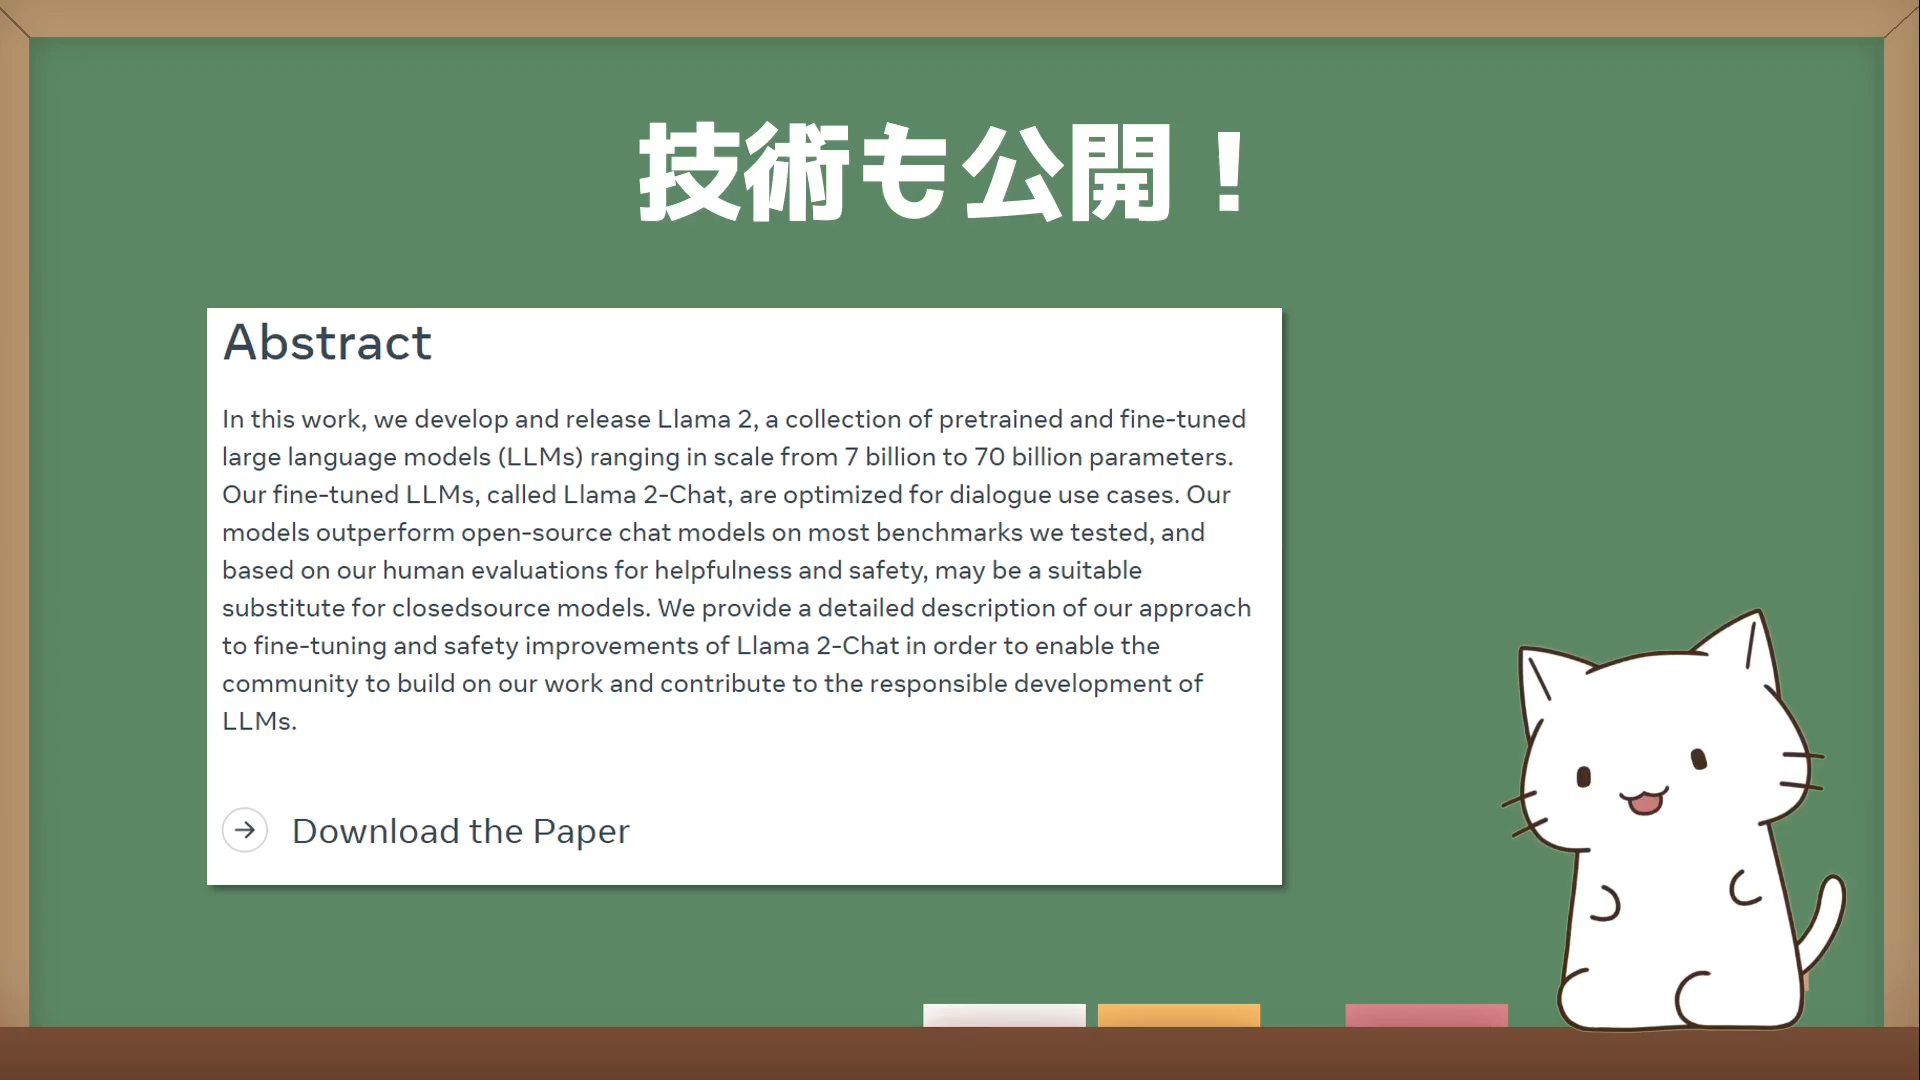 技術も公開！
Abstract
In this work, we develop and release Llama 2, a collection of pretrained and fine-tuned
large language models (LLMs) ranging in scale from 7 billion to 70 billion parameters.
Our fine-tuned LLMs, called Llama 2-Chat, are optimized for dialogue use cases. Our
models outperform open-source chat models on most benchmarks we tested, and
based on our human evaluations for helpfulness and safety, may be a suitable
substitute for closedsource models. We provide a detailed description of our approach
to fine-tuning and safety improvements of Llama 2-Chat in order to enable the
community to build on our work and contribute to the responsible development of
LLMs.
Download the Paper